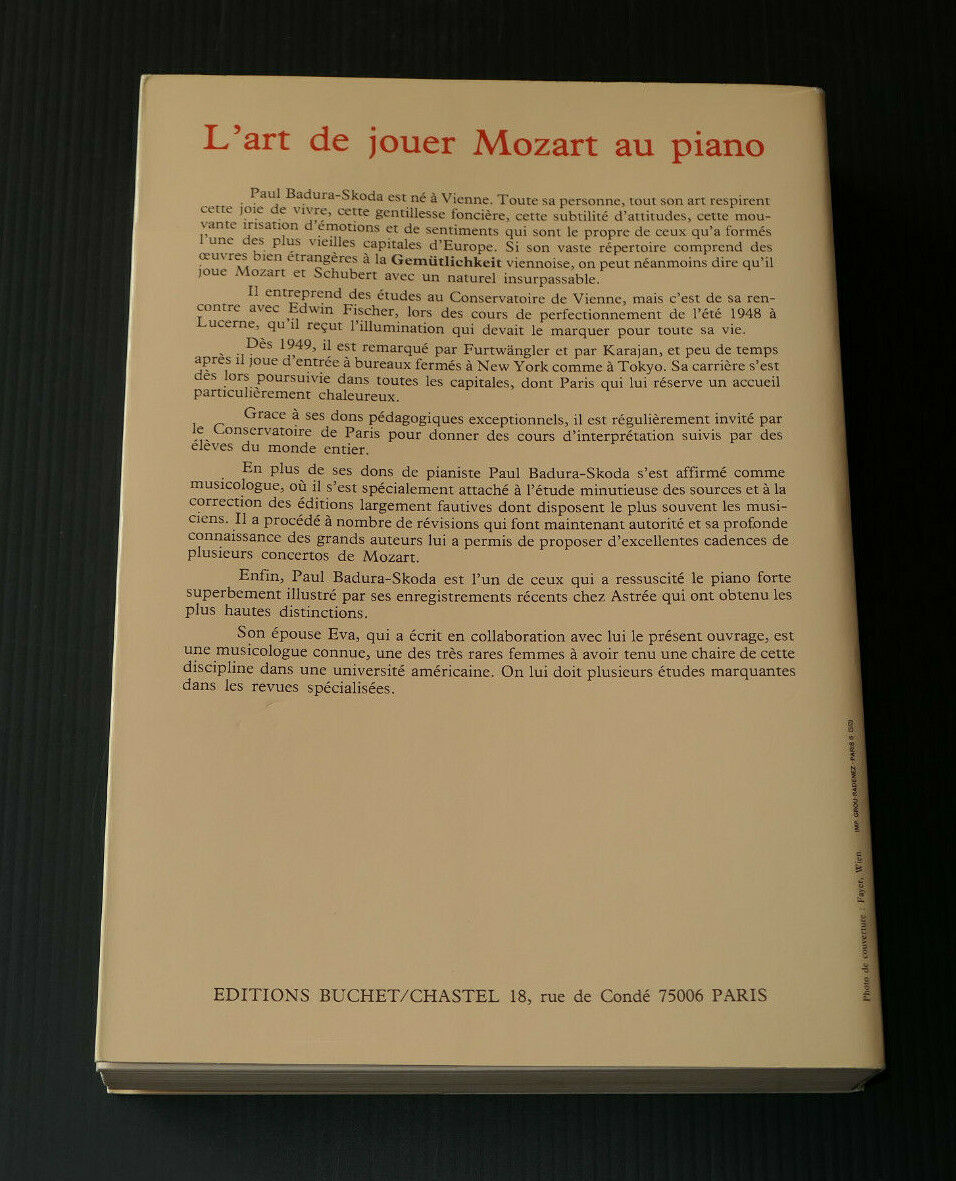 L'art de jouer Mozart au piano
Paul Badura-Skoda est né à Vienne. Toute sa personne, tout son art respirent
cette joie de vivre, cette gentillesse foncière, cette subtilité d'attitudes, cette mou-
vante irisation d'émotions et de sentiments qui sont le propre de ceux qu'a formés
l'une des plus vieilles capitales d'Europe. Si son vaste répertoire comprend des
œuvres bien étrangères à la Gemütlichkeit viennoise, on peut néanmoins dire qu'il
joue Mozart et Schubert avec un naturel insurpassable.
Il entreprend des études au Conservatoire de Vienne, mais c'est de sa ren-
contre avec Edwin Fischer, lors des cours de perfectionnement de l'été 1948 à
Lucerne, qu'il reçut l'illumination qui devait le marquer pour toute sa vie.
Dès 1949, il est remarqué par Furtwängler et par Karajan, et peu de temps
après il joue d'entrée à bureaux fermés à New York comme à Tokyo. Sa carrière s'est
dès lors poursuivie dans toutes les capitales, dont Paris qui lui réserve un accueil
particulièrement chaleureux.
Grace à ses dons pédagogiques exceptionnels, il est régulièrement invité par
le Conservatoire de Paris pour donner des cours d'interprétation suivis par des
élèves du monde entier.
En plus de ses dons de pianiste Paul Badura-Skoda s'est affirmé comme
musicologue, où il s'est spécialement attaché à l'étude minutieuse des sources et à la
correction des éditions largement fautives dont disposent le plus souvent les musi-
ciens. Il a procédé à nombre de révisions qui font maintenant autorité et sa profonde
connaissance des grands auteurs lui a permis de proposer d'excellentes cadences de
plusieurs concertos de Mozart.
Enfin, Paul Badura-Skoda est l'un de ceux qui a ressuscité le piano forte
superbement illustré par ses enregistrements récents chez Astrée qui ont obtenu les
plus hautes distinctions.
Son épouse Eva, qui a écrit en collaboration avec lui le présent ouvrage, est
une musicologue connue, une des très rares femmes à avoir tenu une chaire de cette
discipline dans une université américaine. On lui doit plusieurs études marquantes
dans les revues spécialisées.
EDITIONS BUCHET/CHASTEL 18, rue de Condé 75006 PARIS
Photo de couverture : Fayer, Wien
IMP. GROU-RADENEZ - PARIS 6